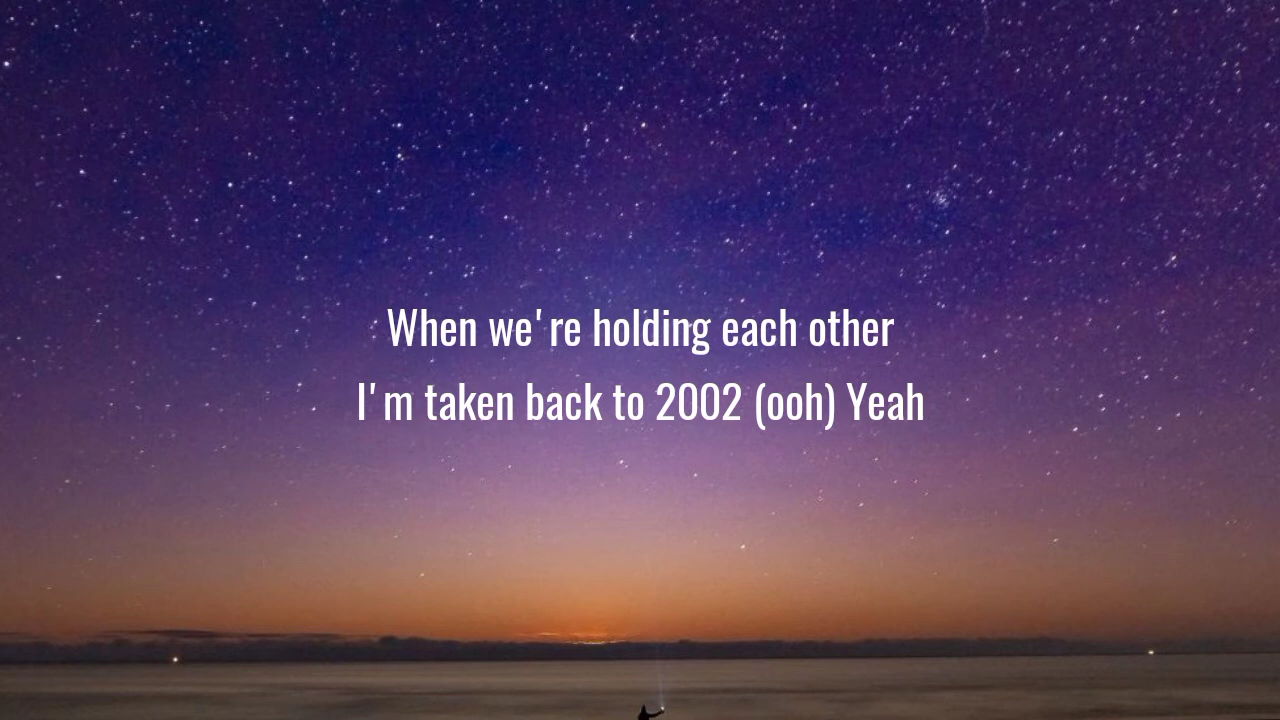 When we're holding each other
I'm taken back to 2002 (ooh) Yeah